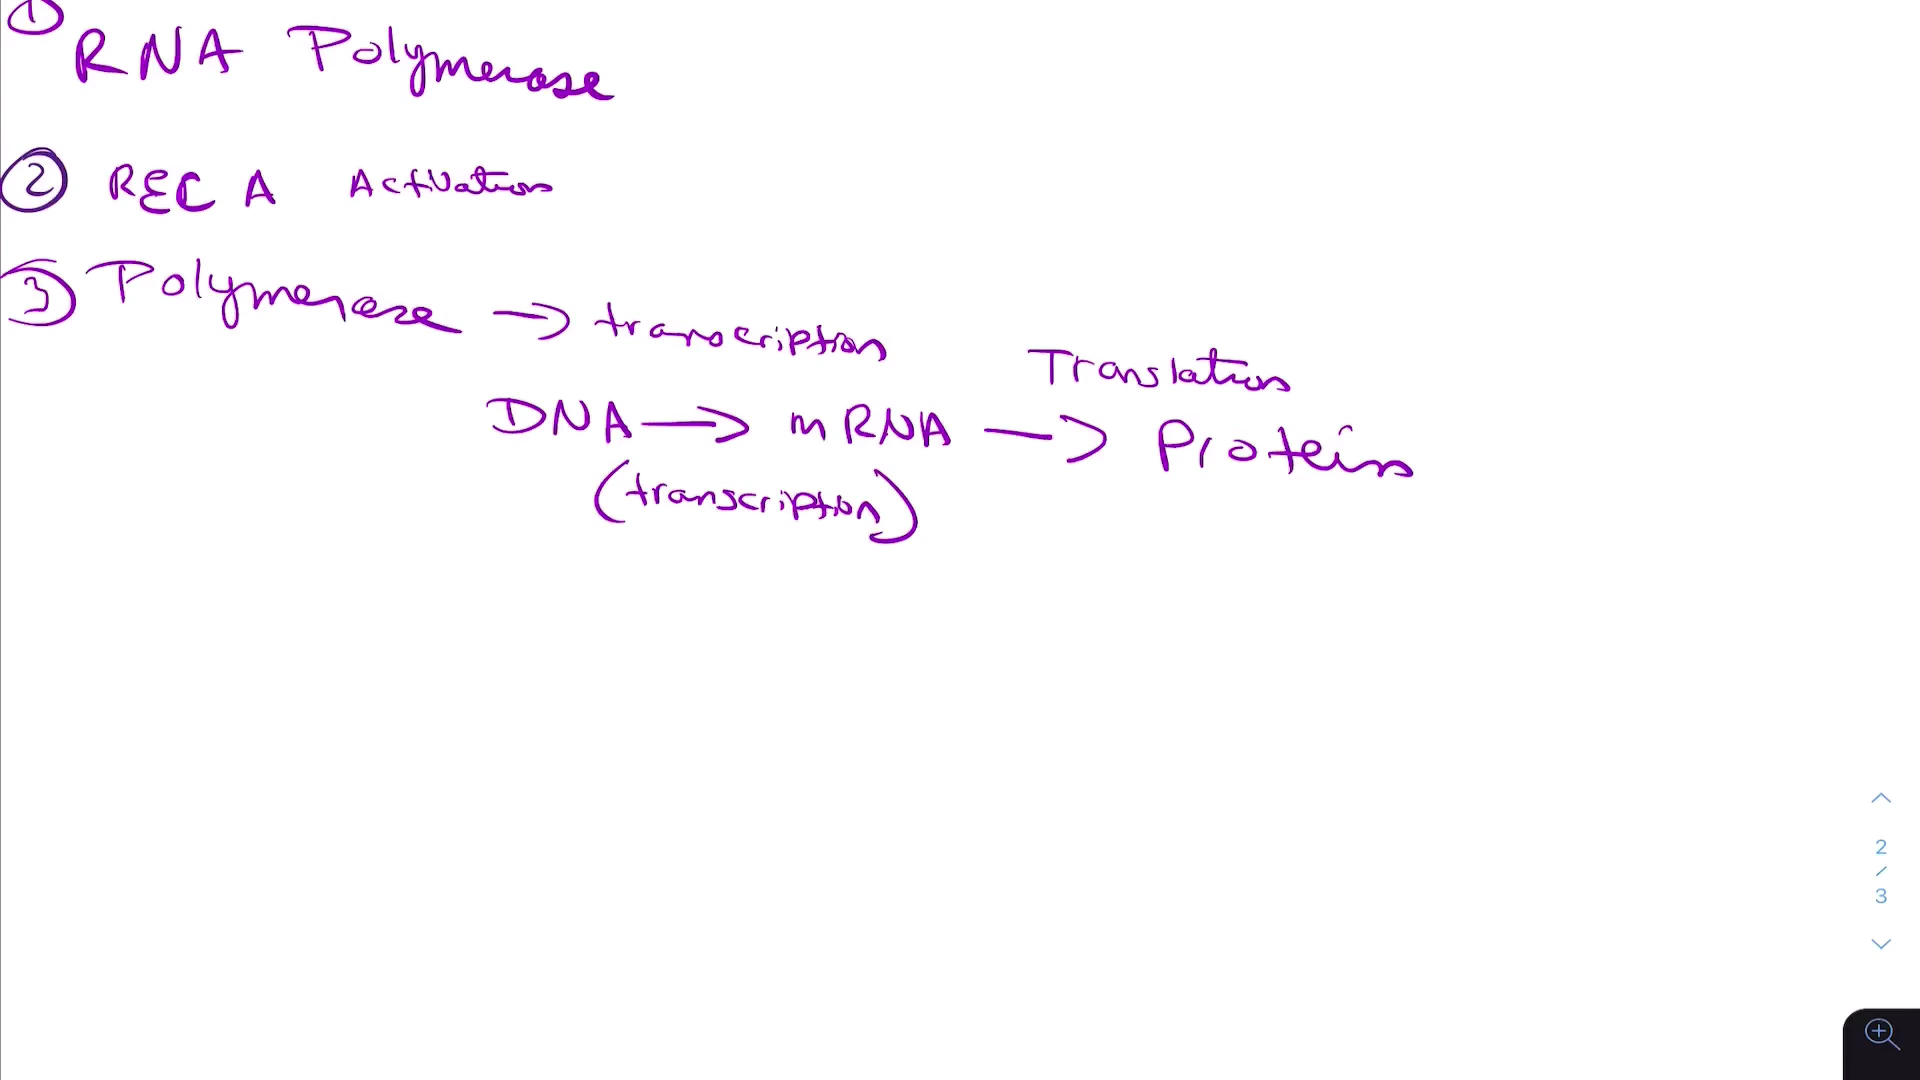 ① RNA Polymerase
② REC A Activation
③ Polymerase → transcription
Translation
DNA → mRNA → Protein
(transcription)
2
/
3